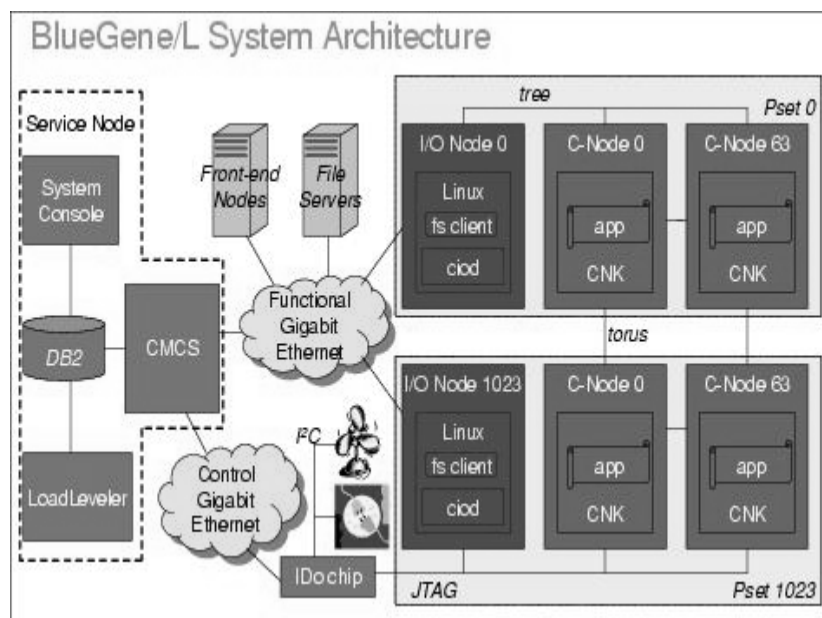 BlueGene/L System Architecture
Service Node
System
Console
DB2
LoadLeveler
CMCS
Front-end
Nodes
File
Servers
Functional
Gigabit
Ethernet
Control
Gigabit
Ethernet
I²C
IDo chip
tree
Pset 0
I/O Node 0
Linux
fs client
ciod
C-Node 0
app
CNK
C-Node 63
app
CNK
torus
I/O Node 1023
Linux
fs client
ciod
C-Node 0
app
CNK
C-Node 63
app
CNK
JTAG
Pset 1023